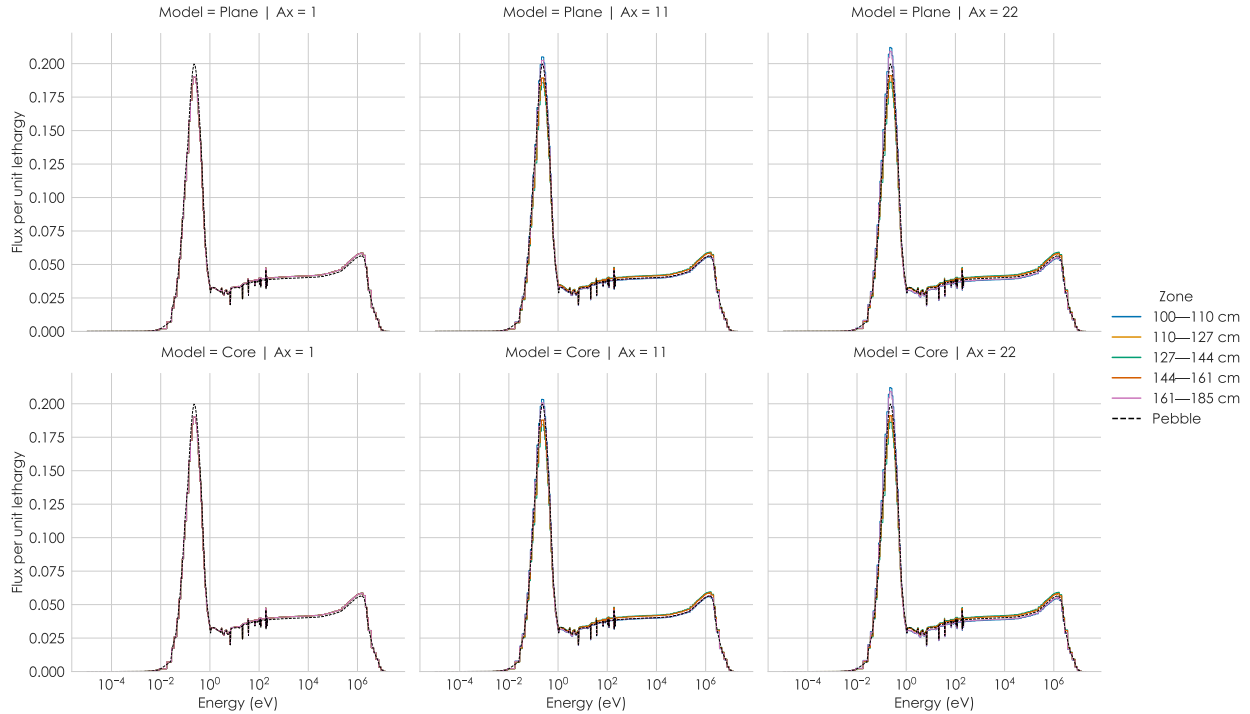 Model = Plane | Ax = 1
Model = Plane | Ax = 11
Model = Plane | Ax = 22
Flux per unit lethargy
0.200
0.175
0.150
0.125
0.100
0.075
0.050
0.025
0.000
Model = Core | Ax = 1
Model = Core | Ax = 11
Model = Core | Ax = 22
Flux per unit lethargy
0.200
0.175
0.150
0.125
0.100
0.075
0.050
0.025
0.000
10⁻⁴ 10⁻² 10⁰ 10² 10⁴ 10⁶
10⁻⁴ 10⁻² 10⁰ 10² 10⁴ 10⁶
10⁻⁴ 10⁻² 10⁰ 10² 10⁴ 10⁶
Energy (eV)
Energy (eV)
Energy (eV)
Zone
100—110 cm
110—127 cm
127—144 cm
144—161 cm
161—185 cm
Pebble